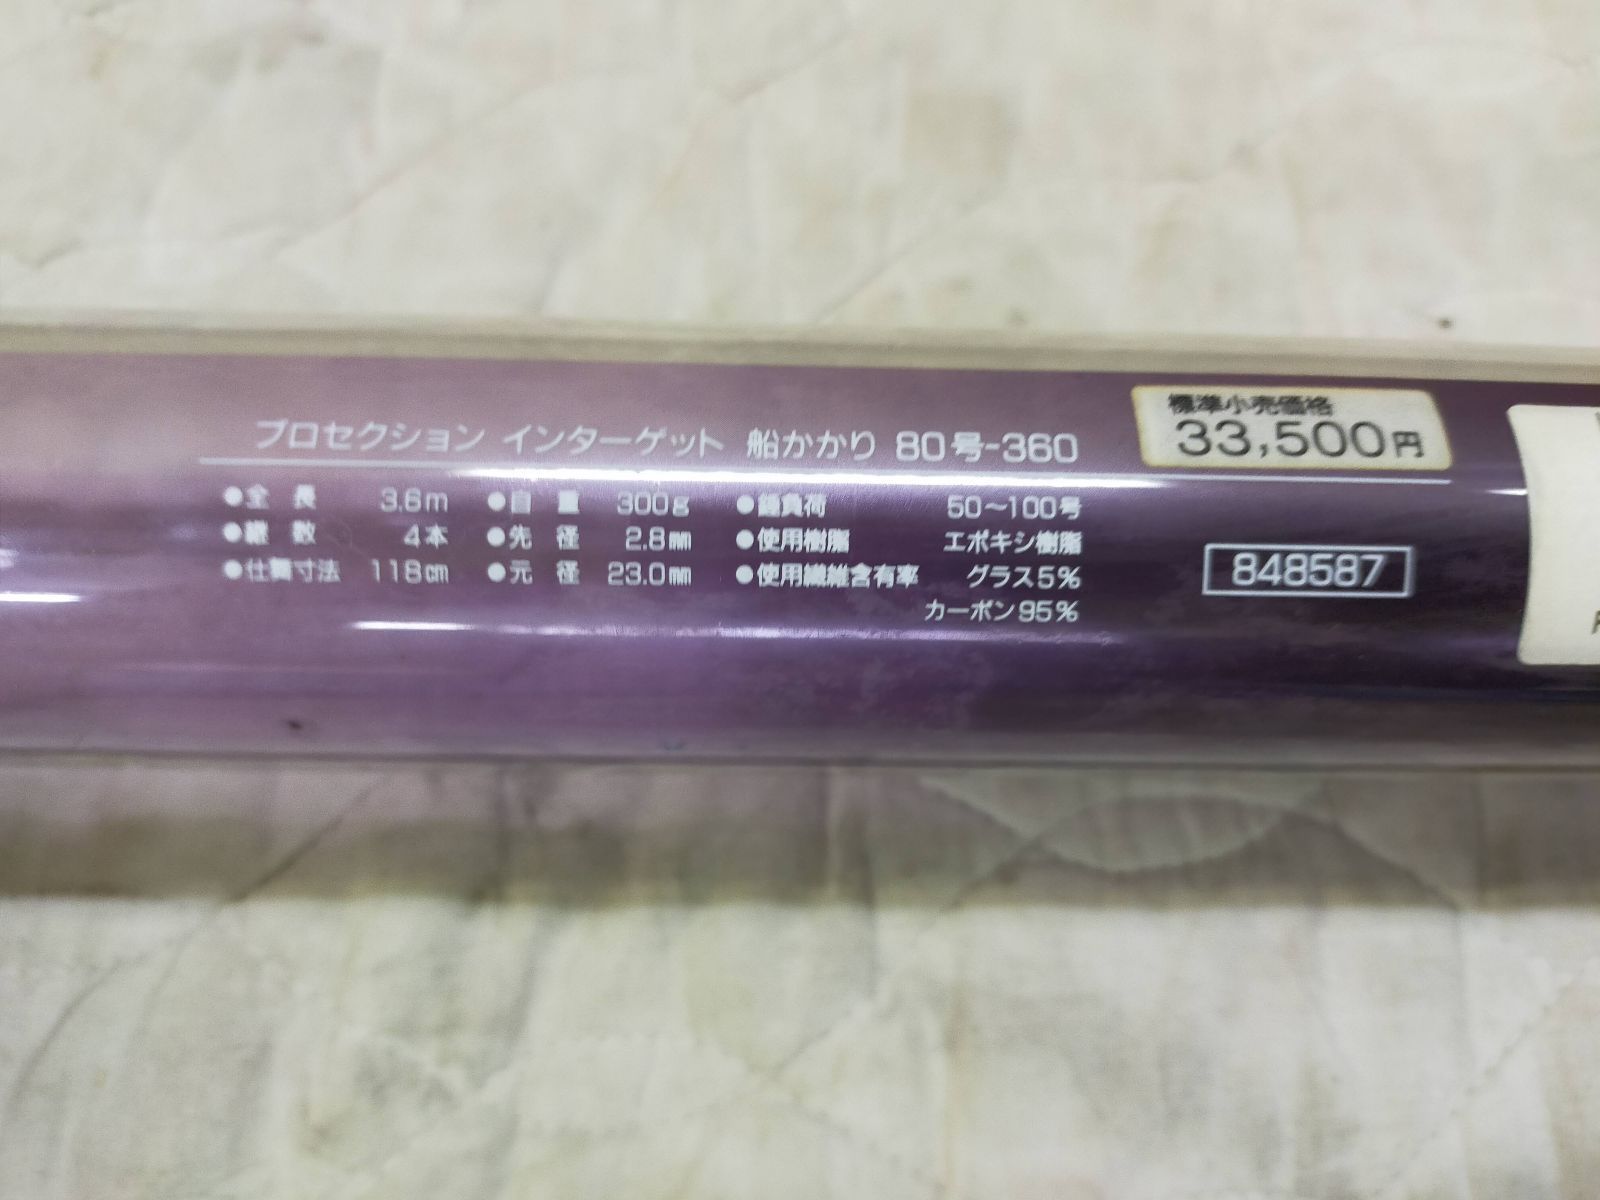 プロセクション インターゲット 船かかり 80号-360
標準小売価格
33,500円
●全長 3.6m ●自重 300g ●錘負荷 50〜100号
●継数 4本 ●先径 2.8mm ●使用樹脂 エポキシ樹脂
●仕舞寸法 118cm ●元径 23.0mm ●使用繊維含有率 グラス5%
カーボン95%
848587